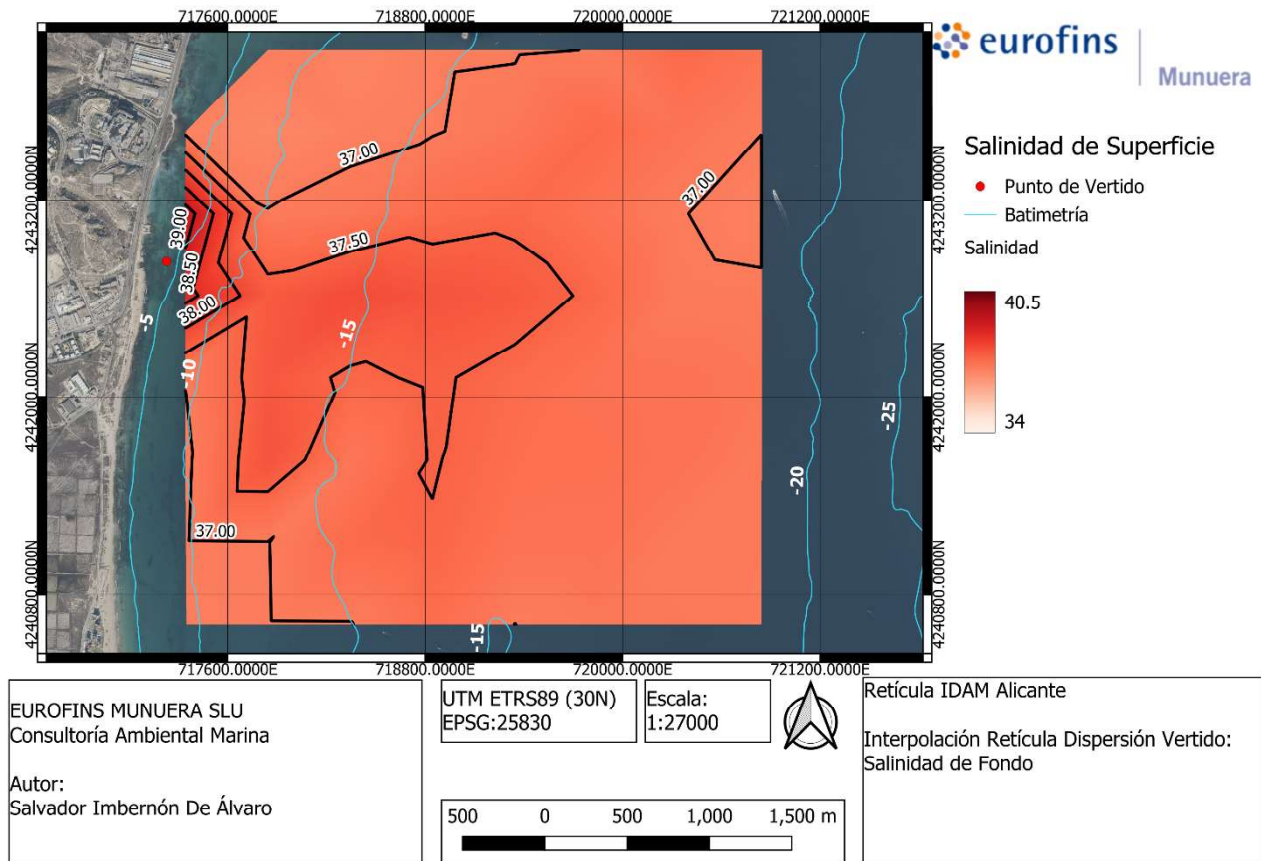 717600.0000E 718800.0000E 720000.0000E 721200.0000E
eurofins
Munuera
Salinidad de Superficie
Punto de Vertido
Batimetría
Salinidad
40.5
34
4243200.0000N
4242000.0000N
4240800.0000N
4243200.0000N
4242000.0000N
4240800.0000N
37.00
37.00
39.00
37.50
38.50
38.00
-5
-15
-10
-25
-20
37.00
-15
717600.0000E 718800.0000E 720000.0000E 721200.0000E
EUROFINS MUNUERA SLU
Consultoría Ambiental Marina
Autor:
Salvador Imbernón De Álvaro
UTM ETRS89 (30N)
EPSG:25830
Escala:
1:27000
500 0 500 1,000 1,500 m
Retícula IDAM Alicante
Interpolación Retícula Dispersión Vertido:
Salinidad de Fondo